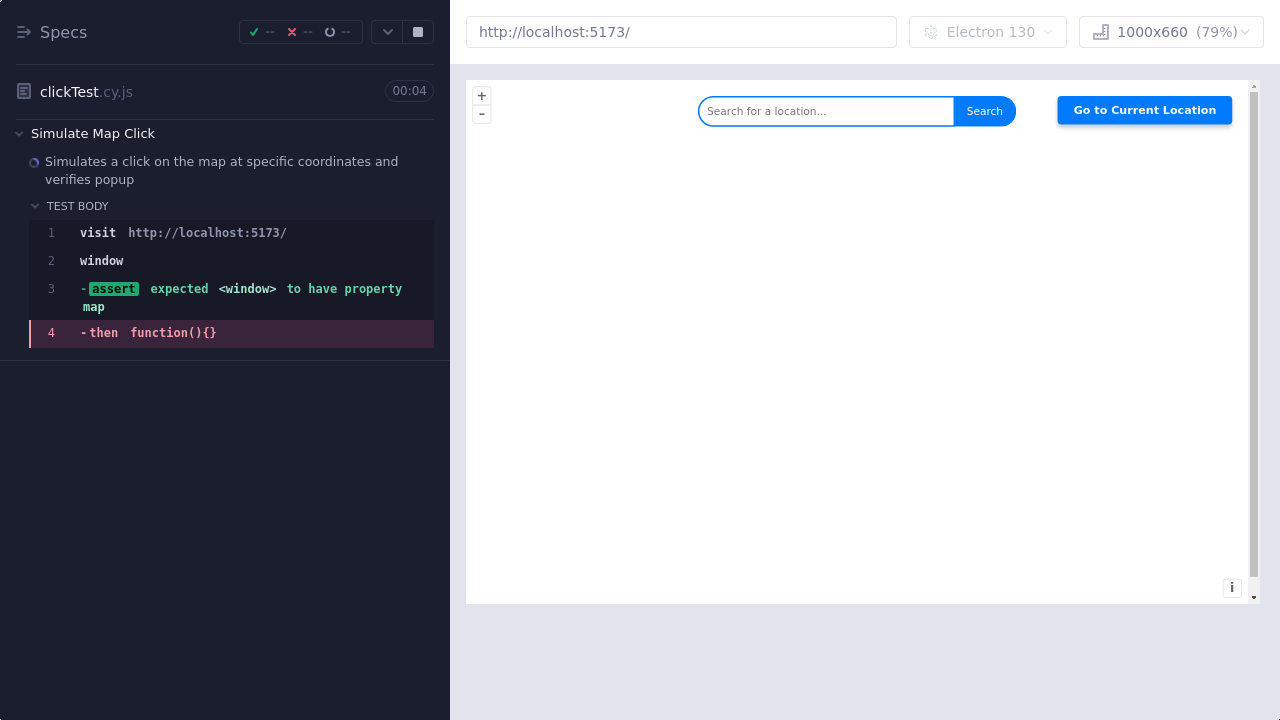 Specs
--
--
--
clickTest.cy.js
00:04
Simulate Map Click
Simulates a click on the map at specific coordinates and
verifies popup
TEST BODY
1 visit http://localhost:5173/
2 window
3 -assert expected <window> to have property
map
4 -then function(){}
http://localhost:5173/
Electron 130
1000x660 (79%)
+
-
Search for a location...
Search
Go to Current Location
i